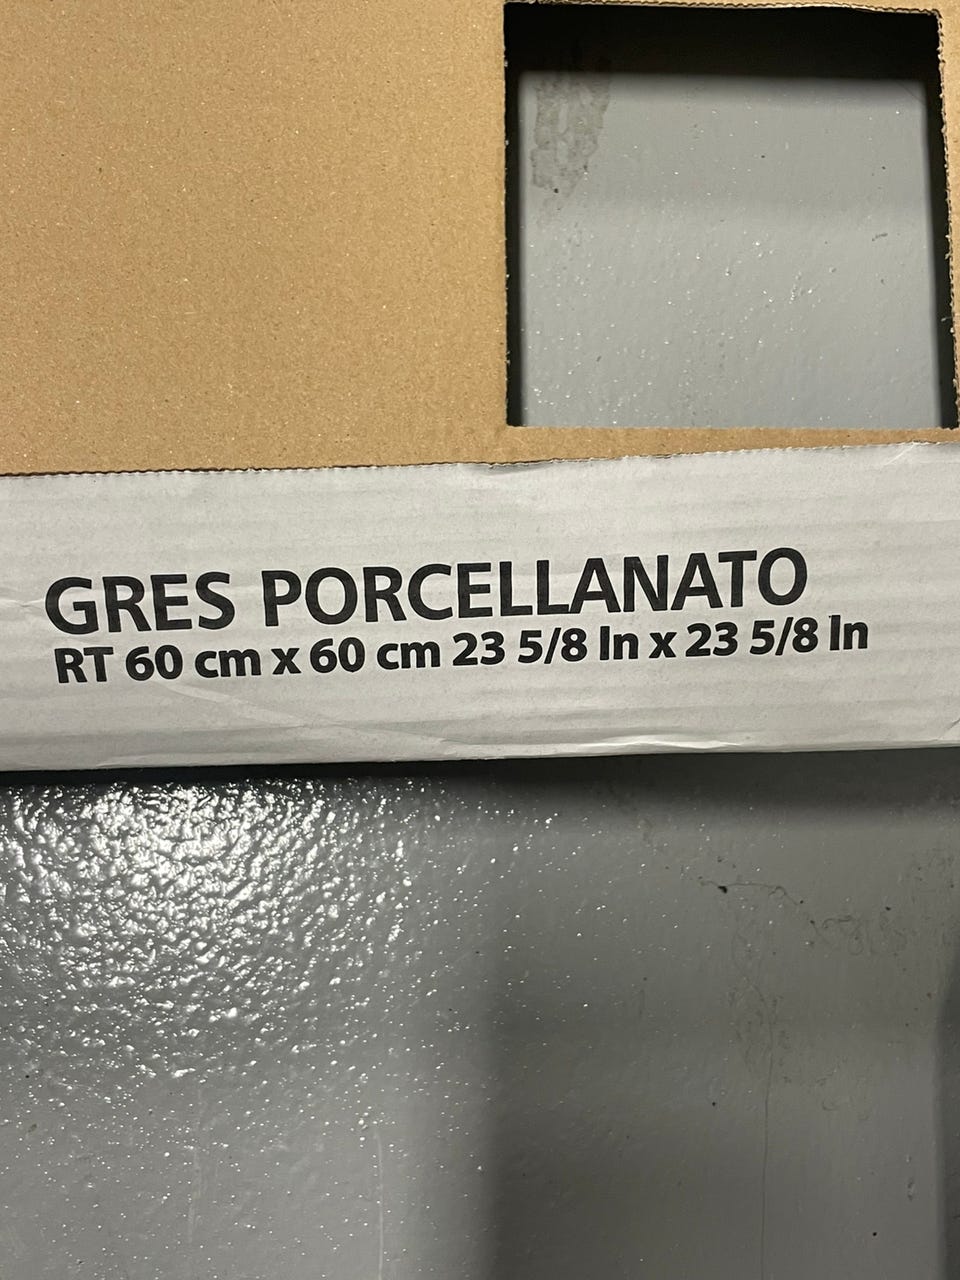 GRES PORCELLANATO
RT 60 cm x 60 cm 23 5/8 In x 23 5/8 In